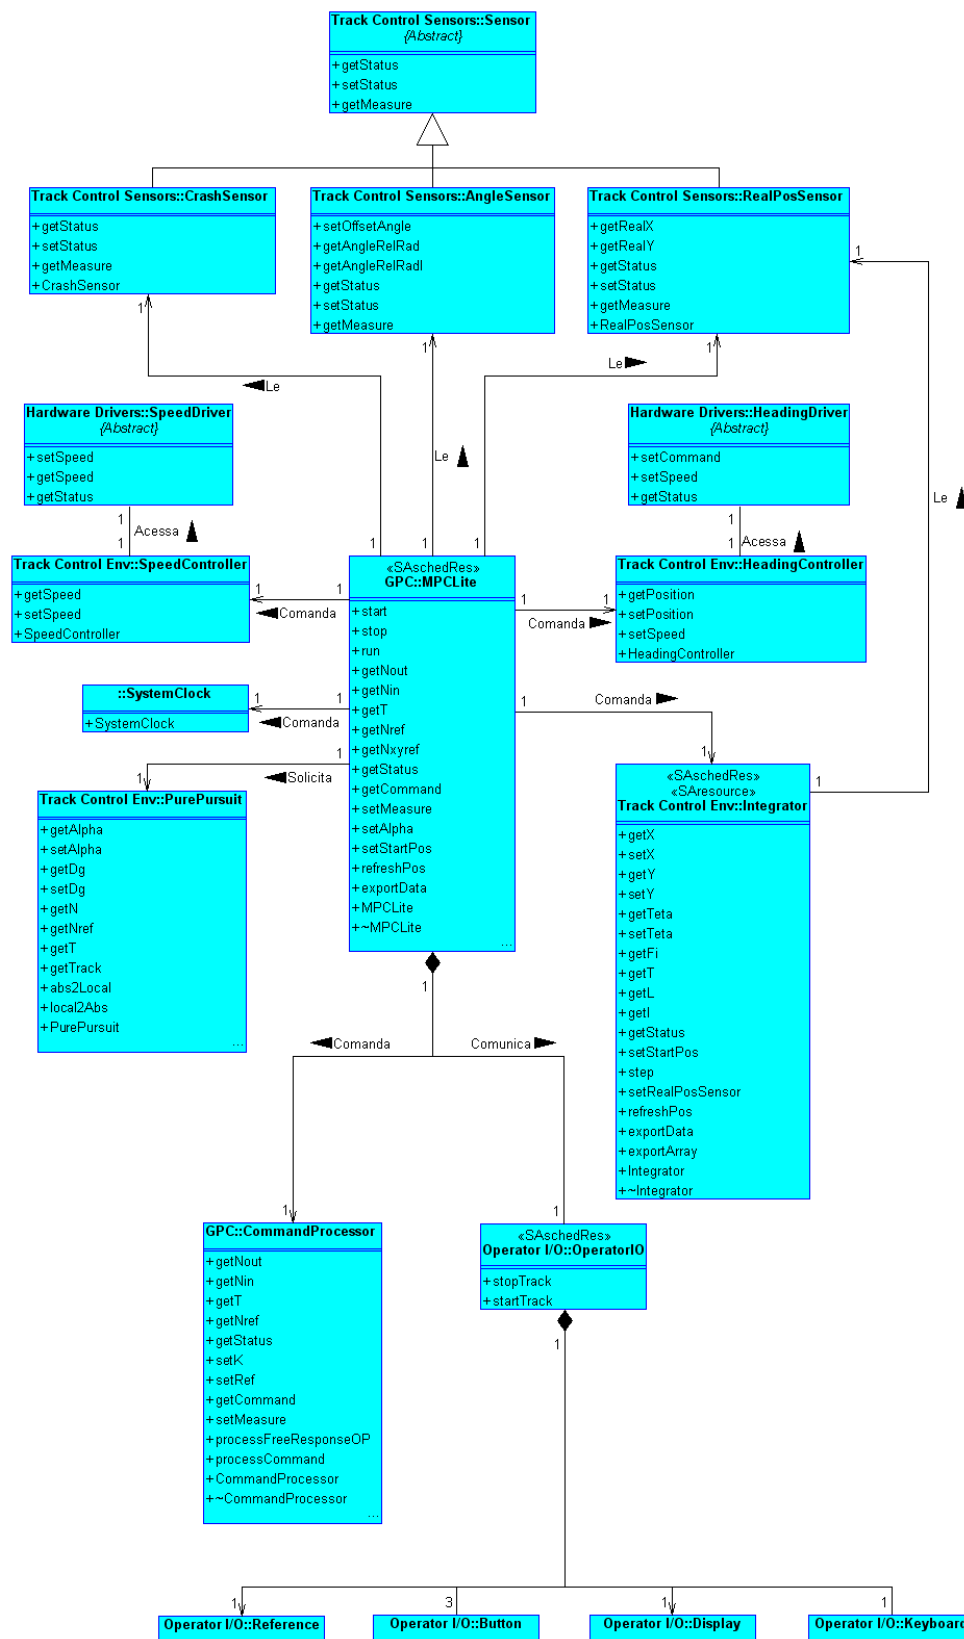 Track Control Sensors::Sensor
{Abstract}
+getStatus
+setStatus
+getMeasure
Track Control Sensors::CrashSensor
+getStatus
+setStatus
+getMeasure
+CrashSensor
Track Control Sensors::AngleSensor
+setOffsetAngle
+getAngleRelRad
+getAngleRelRadI
+getStatus
+setStatus
+getMeasure
Track Control Sensors::RealPosSensor
+getRealX
+getRealY
+getStatus
+setStatus
+getMeasure
+RealPosSensor
1
1
1
1
Le
Le
Le
Le
Hardware Drivers::SpeedDriver
{Abstract}
+setSpeed
+getSpeed
+getStatus
1
Acessa
1
Hardware Drivers::HeadingDriver
{Abstract}
+setCommand
+setSpeed
+getStatus
1
Acessa
1
1
1
1
Track Control Env::SpeedController
+getSpeed
+setSpeed
+SpeedController
1
1
Comanda
«SAschedRes»
GPC::MPCLite
+start
+stop
+run
+getNout
+getNin
+getT
+getNref
+getNxyref
+getStatus
+getCommand
+setMeasure
+setAlpha
+setStartPos
+refreshPos
+exportData
+MPCLite
+~MPCLite
...
1
1
Comanda
Track Control Env::HeadingController
+getPosition
+setPosition
+setSpeed
+HeadingController
::SystemClock
+SystemClock
1
1
Comanda
1
Comanda
1
1
Solicita
1
Track Control Env::PurePursuit
+getAlpha
+setAlpha
+getDg
+setDg
+getN
+getNref
+getT
+getTrack
+abs2Local
+local2Abs
+PurePursuit
...
«SAschedRes»
«SAresource»
Track Control Env::Integrator
+getX
+setX
+getY
+setY
+getTeta
+setTeta
+getFi
+getT
+getL
+getI
+getStatus
+setStartPos
+step
+setRealPosSensor
+refreshPos
+exportData
+exportArray
+Integrator
+~Integrator
1
1
Comanda
Comunica
1
1
GPC::CommandProcessor
+getNout
+getNin
+getT
+getNref
+getStatus
+setK
+setRef
+getCommand
+setMeasure
+processFreeResponseOP
+processCommand
+CommandProcessor
+~CommandProcessor
...
«SAschedRes»
Operator I/O::OperatorIO
+stopTrack
+startTrack
1
1
3
1
1
Operator I/O::Reference
Operator I/O::Button
Operator I/O::Display
Operator I/O::Keyboard